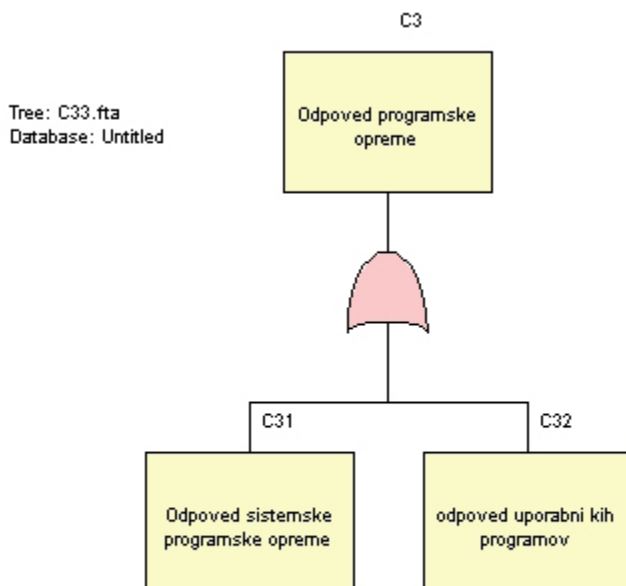 C3
Tree: C33.fta
Database: Untitled
Odpoved programske
opreme
C31
C32
Odpoved sistemske
programske opreme
odpoved uporabni kih
programov